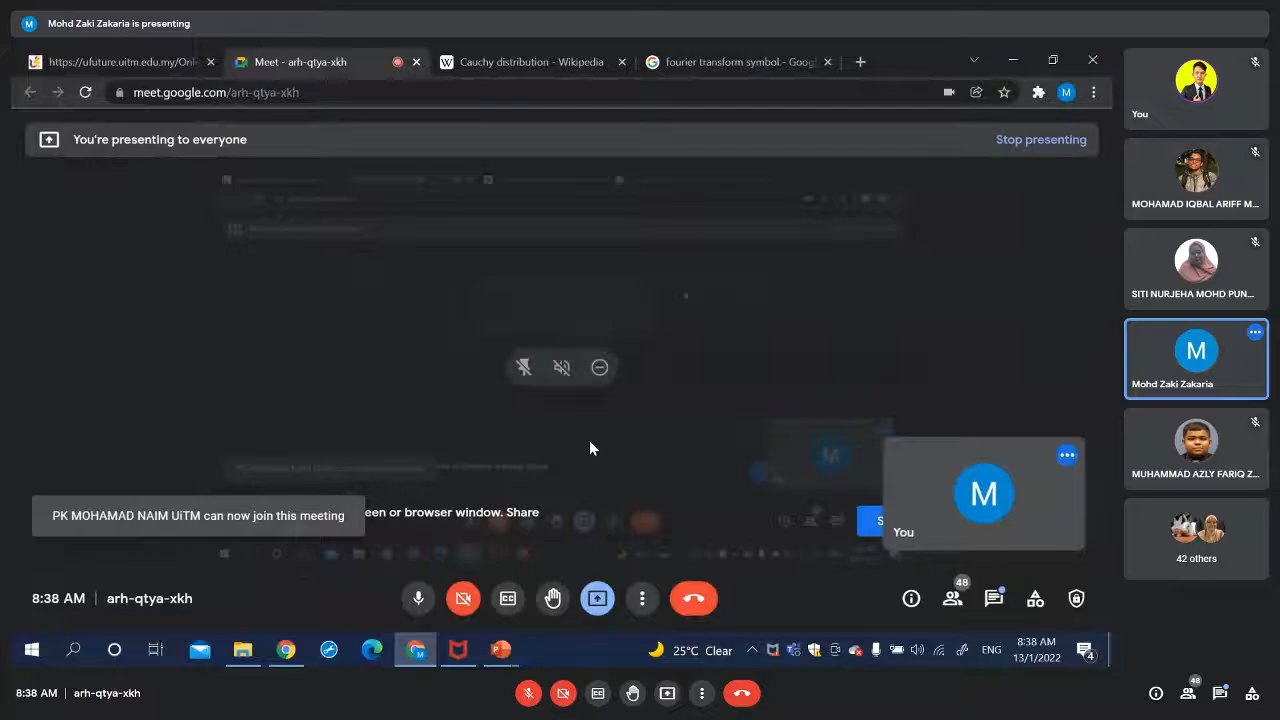 M Mohd Zaki Zakaria is presenting
https://ufuture.uitm.edu.my/Onl
Meet - arh-qtya-xkh
W Cauchy distribution - Wikipedia
fourier transform symbol - Goog
meet.google.com/arh-qtya-xkh
M
You're presenting to everyone
Stop presenting
You
MOHAMAD IQBAL ARIFF M...
SITI NURJEHA MOHD PUN...
M
Mohd Zaki Zakaria
MUHAMMAD AZLY FARIQ Z...
42 others
M
You
PK MOHAMAD NAIM UiTM can now join this meeting
een or browser window. Share
S
8:38 AM | arh-qtya-xkh
48
25°C Clear
ENG
8:38 AM
13/1/2022
4
8:38 AM | arh-qtya-xkh
48